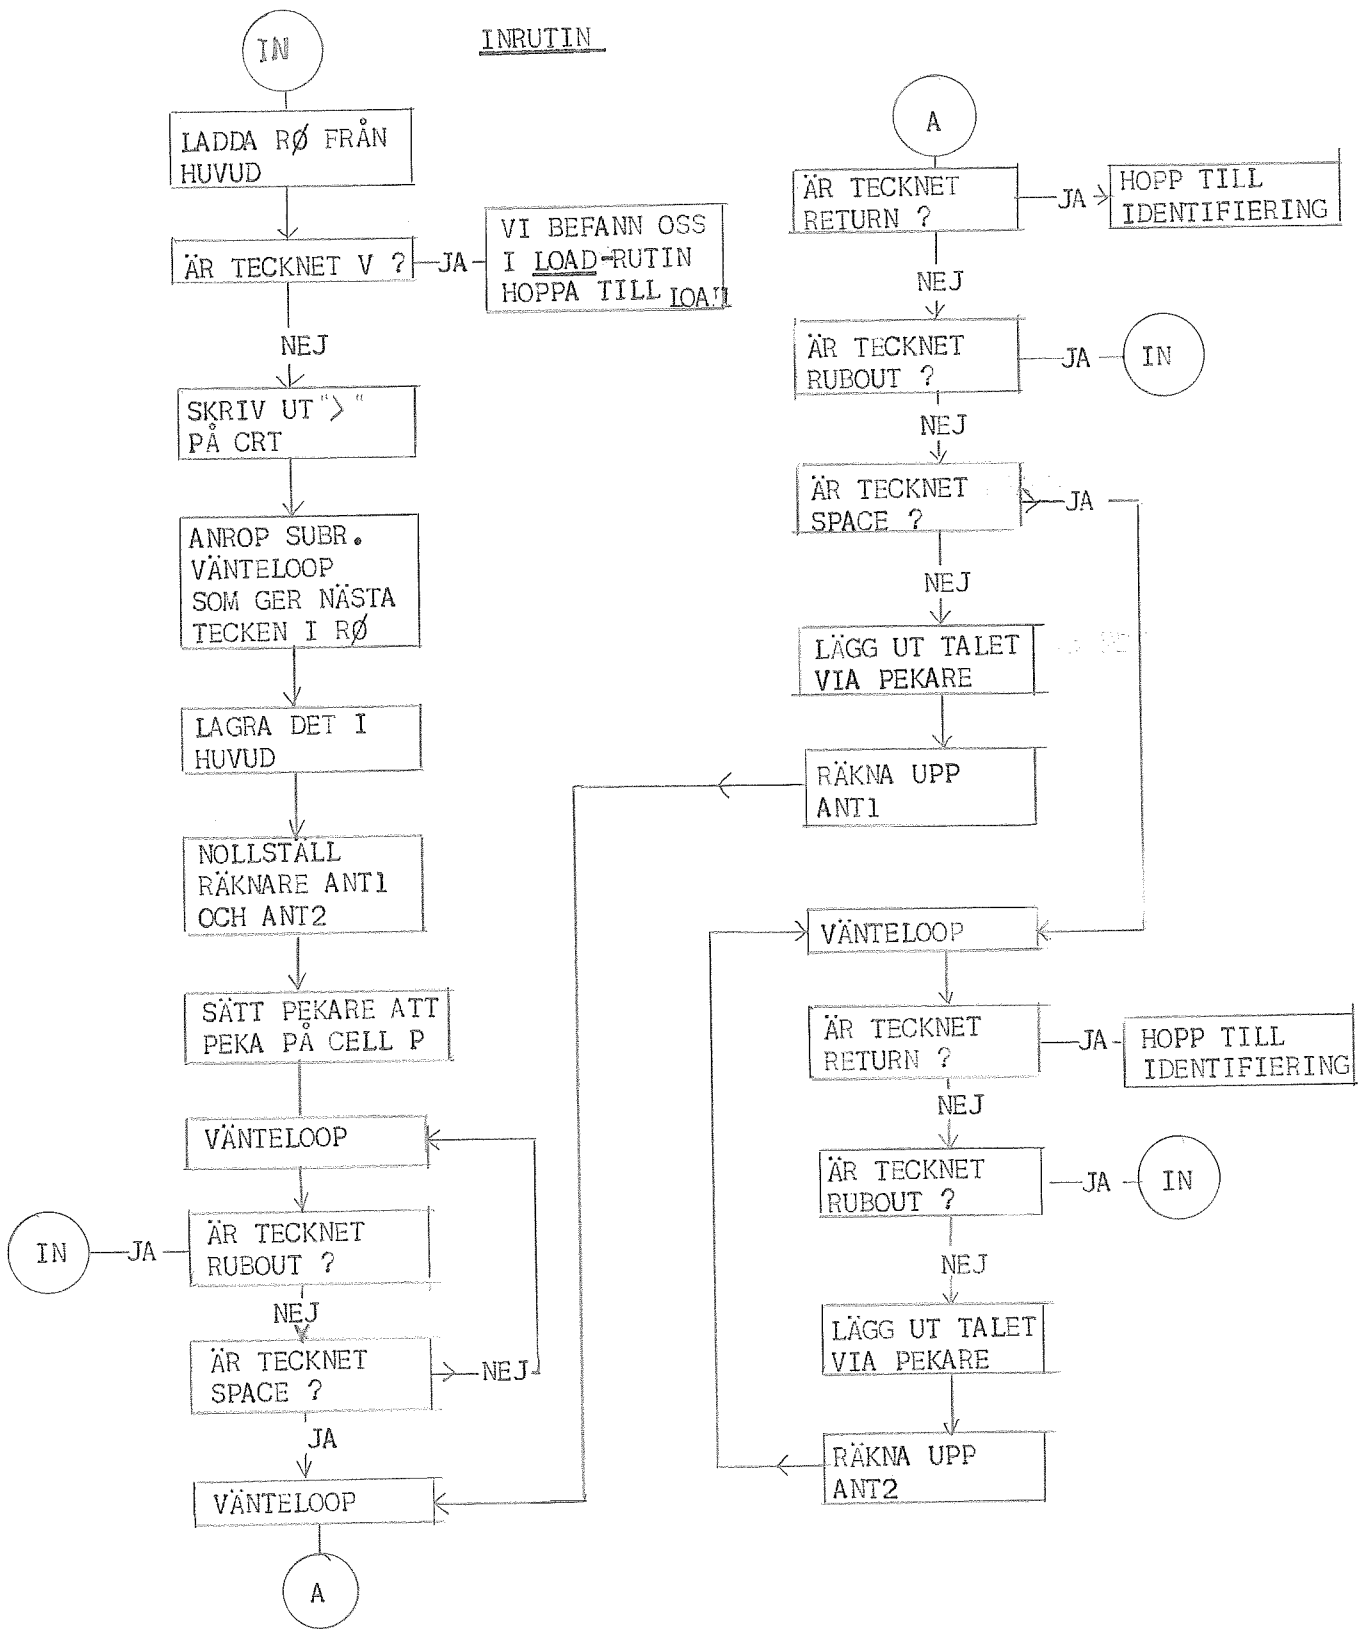 INRUTIN
IN
LADDA RØ FRÅN
HUVUD
ÄR TECKNET V ?
JA
VI BEFANN OSS
I LOAD-RUTIN
HOPPA TILL
NEJ
SKRIV UT ">"
PÅ CRT
ANROP SUBR.
VÄNTELOOP
SOM GER NÄSTA
TECKEN I RØ
LAGRA DET I
HUVUD
NOLLSTÄLL
RÄKNARE ANT1
OCH ANT2
SÄTT PEKARE ATT
PEKA PÅ CELL P
VÄNTELOOP
ÄR TECKNET
RUBOUT ?
JA
IN
NEJ
ÄR TECKNET
SPACE ?
NEJ
JA
VÄNTELOOP
A
A
ÄR TECKNET
RETURN ?
JA
HOPP TILL
IDENTIFIERING
NEJ
ÄR TECKNET
RUBOUT ?
JA
IN
NEJ
ÄR TECKNET
SPACE ?
JA
NEJ
LÄGG UT TALET
VIA PEKARE
RÄKNA UPP
ANT1
VÄNTELOOP
ÄR TECKNET
RETURN ?
JA
HOPP TILL
IDENTIFIERING
NEJ
ÄR TECKNET
RUBOUT ?
JA
IN
NEJ
LÄGG UT TALET
VIA PEKARE
RÄKNA UPP
ANT2